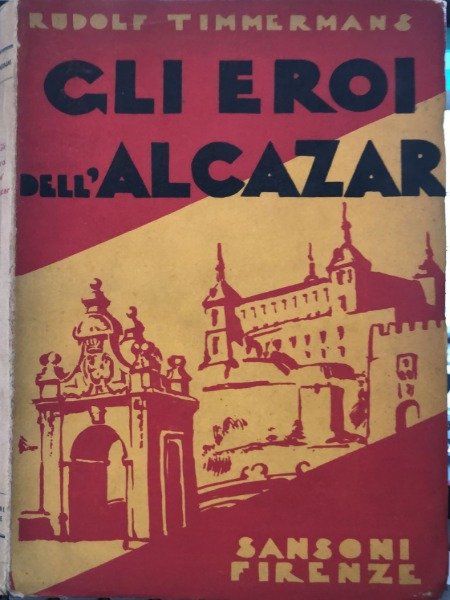 RUDOLF TIMMERMANS
GLI EROI
DELL'ALCAZAR
SANSONI
FIRENZE